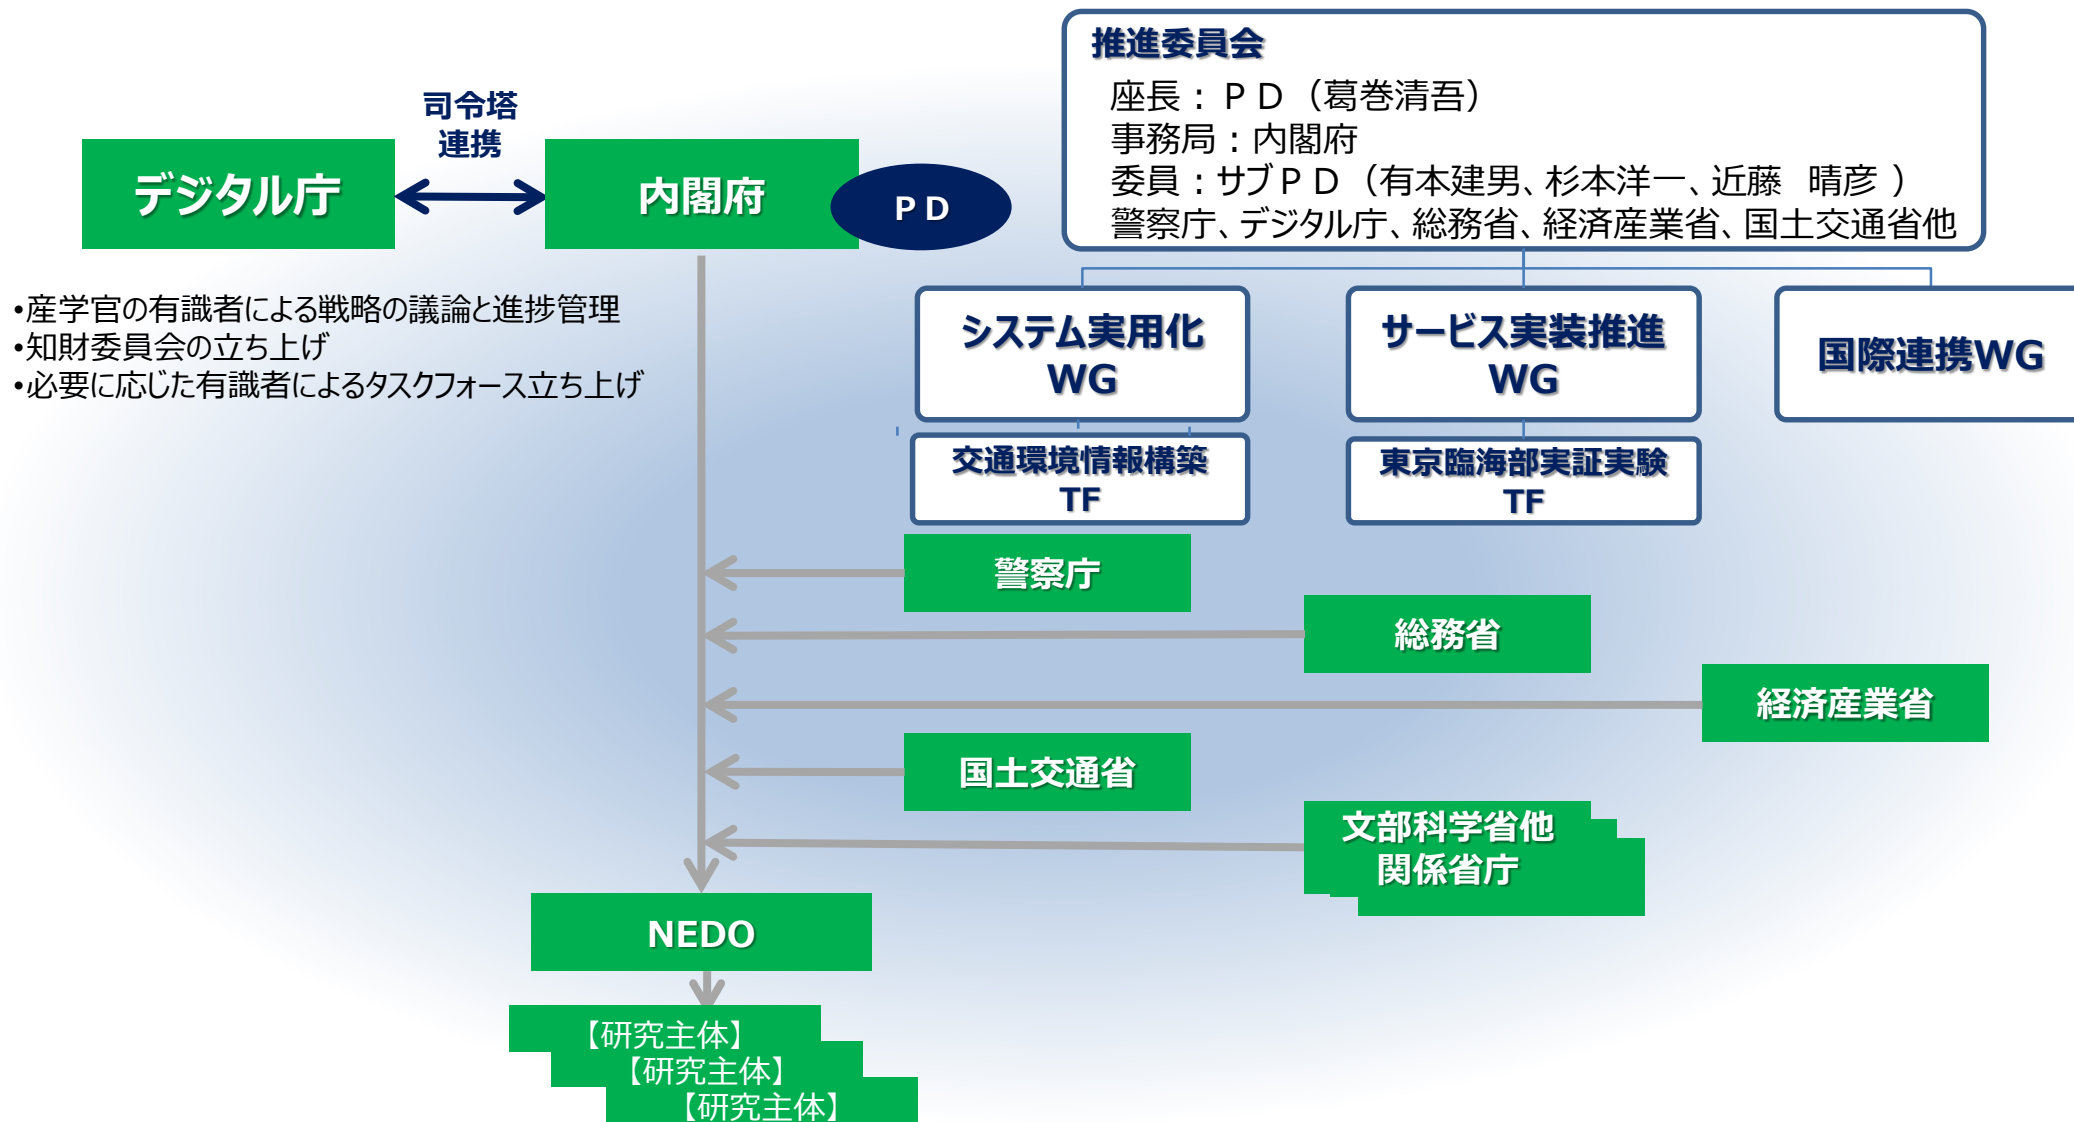 推進委員会
座長：ＰＤ（葛巻清吾）
事務局：内閣府
委員：サブＰＤ（有本建男、杉本洋一、近藤　晴彦 ）
警察庁、デジタル庁、総務省、経済産業省、国土交通省他
司令塔
連携
デジタル庁
内閣府
ＰＤ
•産学官の有識者による戦略の議論と進捗管理
•知財委員会の立ち上げ
•必要に応じた有識者によるタスクフォース立ち上げ
システム実用化
WG
サービス実装推進
WG
国際連携WG
交通環境情報構築
TF
東京臨海部実証実験
TF
警察庁
総務省
経済産業省
国土交通省
文部科学省他
関係省庁
NEDO
【研究主体】
【研究主体】
【研究主体】